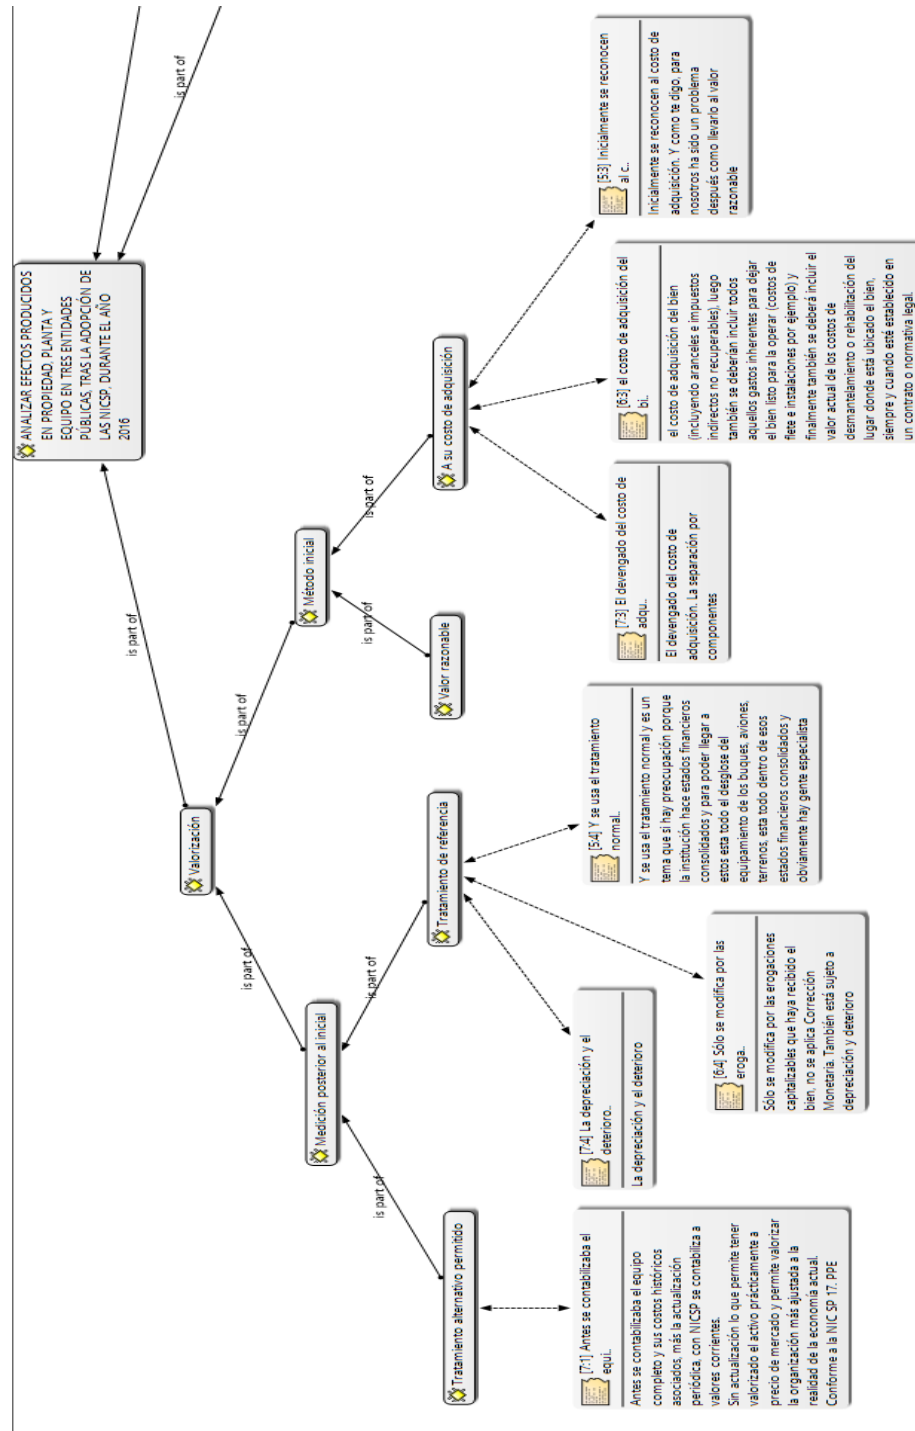 ANALIZAR EFECTOS PRODUCIDOS
EN PROPIEDAD, PLANTA Y
EQUIPO EN TRES ENTIDADES
PÚBLICAS, TRAS LA ADOPCIÓN DE
LAS NICSP, DURANTE EL AÑO
2016
is part of
is part of
Valorización
is part of
is part of
Medición posterior al inicial
Método inicial
is part of
is part of
is part of
is part of
Tratamiento alternativo permitido
Tratamiento de referencia
Valor razonable
A su costo de adquisición
[7:1] Antes se contabilizaba el
equi..
Antes se contabilizaba el equipo
completo y sus costos históricos
asociados, más la actualización
periódica, con NICSP se contabiliza a
valores corrientes.
Sin actualización lo que permite tener
valorizado el activo prácticamente a
precio de mercado y permite valorizar
la organización más ajustada a la
realidad de la economía actual.
Conforme a la NIC SP 17. PPE
[7:4] La depreciación y el
deterioro..
La depreciación y el deterioro
[6:4] Sólo se modifica por las
eroga..
Sólo se modifica por las erogaciones
capitalizables que haya recibido el
bien, no se aplica Corrección
Monetaria. También está sujeto a
depreciación y deterioro
[5:4] Y se usa el tratamiento
normal..
Y se usa el tratamiento normal y es un
tema que si hay preocupación porque
la institución hace estados financieros
consolidados y para poder llegar a
estos esta todo el desglose del
equipamiento de los buques, aviones,
terrenos, esta todo dentro de esos
estados financieros consolidados y
obviamente hay gente especialista
[7:3] El devengado del costo de
adqu..
El devengado del costo de
adquisición. La separación por
componentes
[6:3] el costo de adquisición del
bi..
el costo de adquisición del bien
(incluyendo aranceles e impuestos
indirectos no recuperables), luego
también se deberían incluir todos
aquellos gastos inherentes para dejar
el bien listo para la operar (costos de
flete e instalaciones por ejemplo) y
finalmente también se deberá incluir el
valor actual de los costos de
desmantelamiento o rehabilitación del
lugar donde está ubicado el bien,
siempre y cuando esté establecido en
un contrato o normativa legal.
[5:3] Inicialmente se reconocen
al c..
Inicialmente se reconocen al costo de
adquisición. Y como te digo, para
nosotros ha sido un problema
después como llevarlo al valor
razonable